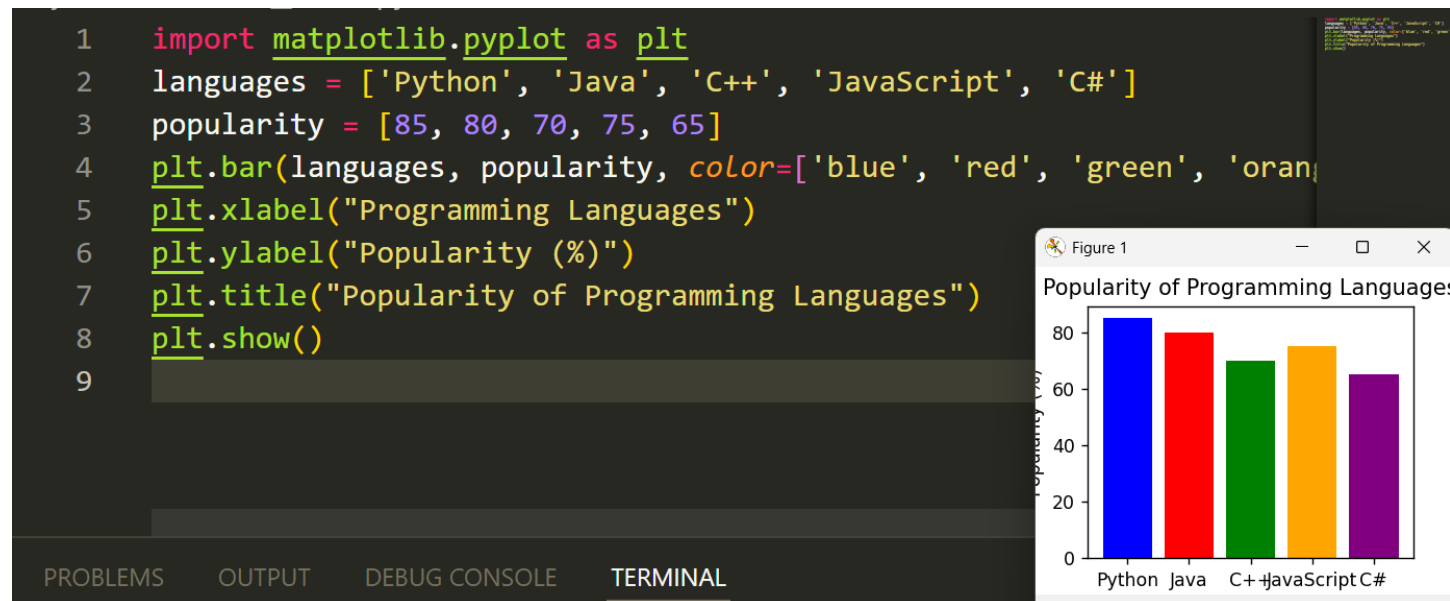 1 import matplotlib.pyplot as plt
2 languages = ['Python', 'Java', 'C++', 'JavaScript', 'C#']
3 popularity = [85, 80, 70, 75, 65]
4 plt.bar(languages, popularity, color=['blue', 'red', 'green', 'orang
5 plt.xlabel("Programming Languages")
6 plt.ylabel("Popularity (%)")
7 plt.title("Popularity of Programming Languages")
8 plt.show()
9
Figure 1
Popularity of Programming Languages
Popularity (%)
80
60
40
20
0
Python Java C++ JavaScript C#
PROBLEMS OUTPUT DEBUG CONSOLE TERMINAL